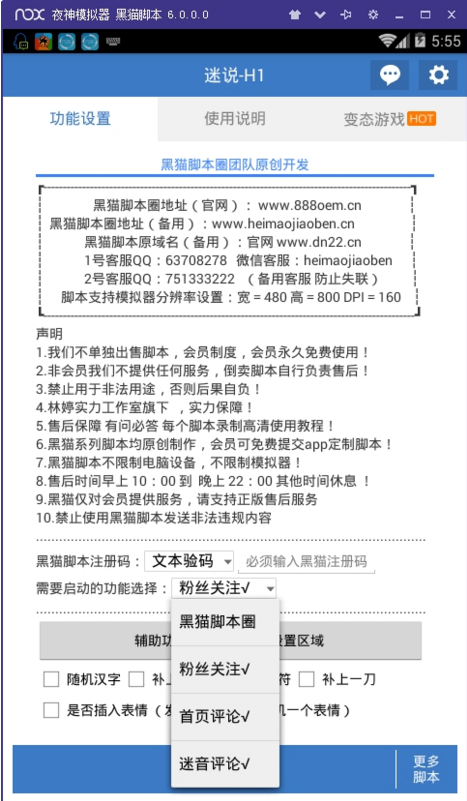 nox 夜神模拟器 黑猫脚本 6.0.0.0
5:55
迷说-H1
功能设置 使用说明 变态游戏 HOT
黑猫脚本圈团队原创开发
黑猫脚本圈地址（官网）：www.888oem.cn
黑猫脚本圈地址（备用）：www.heimaojiaoben.cn
黑猫脚本原域名（备用）：官网 www.dn22.cn
1号客服QQ：63708278 微信客服：heimaojiaoben
2号客服QQ：751333222 （备用客服 防止失联）
脚本支持模拟器分辨率设置：宽 = 480 高 = 800 DPI = 160
声明
1.我们不单独出售脚本，会员制度，会员永久免费使用！
2.非会员我们不提供任何服务，倒卖脚本自行负责售后！
3.禁止用于非法用途，否则后果自负！
4.林婷实力工作室旗下 ，实力保障！
5.售后保障 有问必答 每个脚本录制高清使用教程！
6.黑猫系列脚本均原创制作，会员可免费提交app定制脚本！
7.黑猫脚本不限制电脑设备，不限制模拟器！
8.售后时间早上 10：00 到 晚上 22：00 其他时间休息 ！
9.黑猫仅对会员提供服务，请支持正版售后服务
10.禁止使用黑猫脚本发送非法违规内容
黑猫脚本注册码：文本验码 必须输入黑猫注册码
需要启动的功能选择：粉丝关注√
黑猫脚本圈
辅助功 设置区域
粉丝关注√
随机汉字 补 符 补上一刀
首页评论√
是否插入表情（ 机一个表情）
迷音评论√
更多
脚本